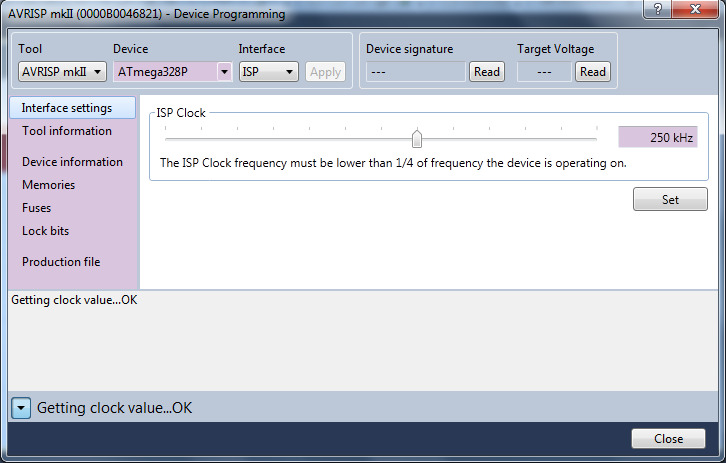 AVRISP mkII (0000B0046821) - Device Programming
Tool Device Interface Device signature Target Voltage
AVRISP mkII ATmega328P ISP Apply --- Read --- Read
Interface settings
Tool information
Device information
Memories
Fuses
Lock bits
Production file
ISP Clock
250 kHz
The ISP Clock frequency must be lower than 1/4 of frequency the device is operating on.
Set
Getting clock value...OK
Getting clock value...OK
Close